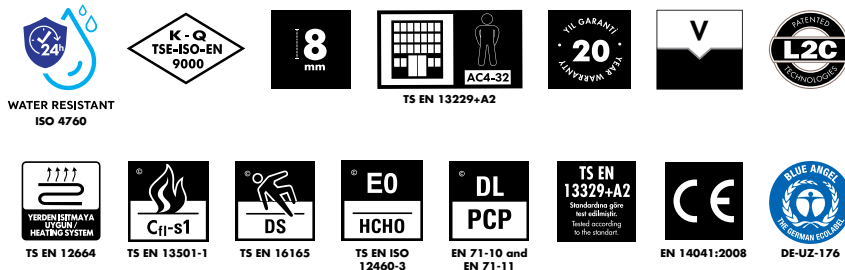 24h
WATER RESISTANT
ISO 4760
K - Q
TSE-ISO-EN
9000
8
mm
AC4-32
TS EN 13229+A2
YIL GARANTİ
20
YEAR WARRANTY
V
PATENTED
L2C
TECHNOLOGIES
YERDEN ISITMAYA
UYGUN /
HEATING SYSTEM
TS EN 12664
©
Cfl-s1
TS EN 13501-1
©
DS
TS EN 16165
©
E0
HCHO
TS EN ISO
12460-3
©
DL
PCP
EN 71-10 and
EN 71-11
TS EN
13329+A2
Standardına göre
test edilmiştir.
Tested according
to the standart.
CE
EN 14041:2008
BLUE ANGEL
THE GERMAN ECOLABEL
DE-UZ-176